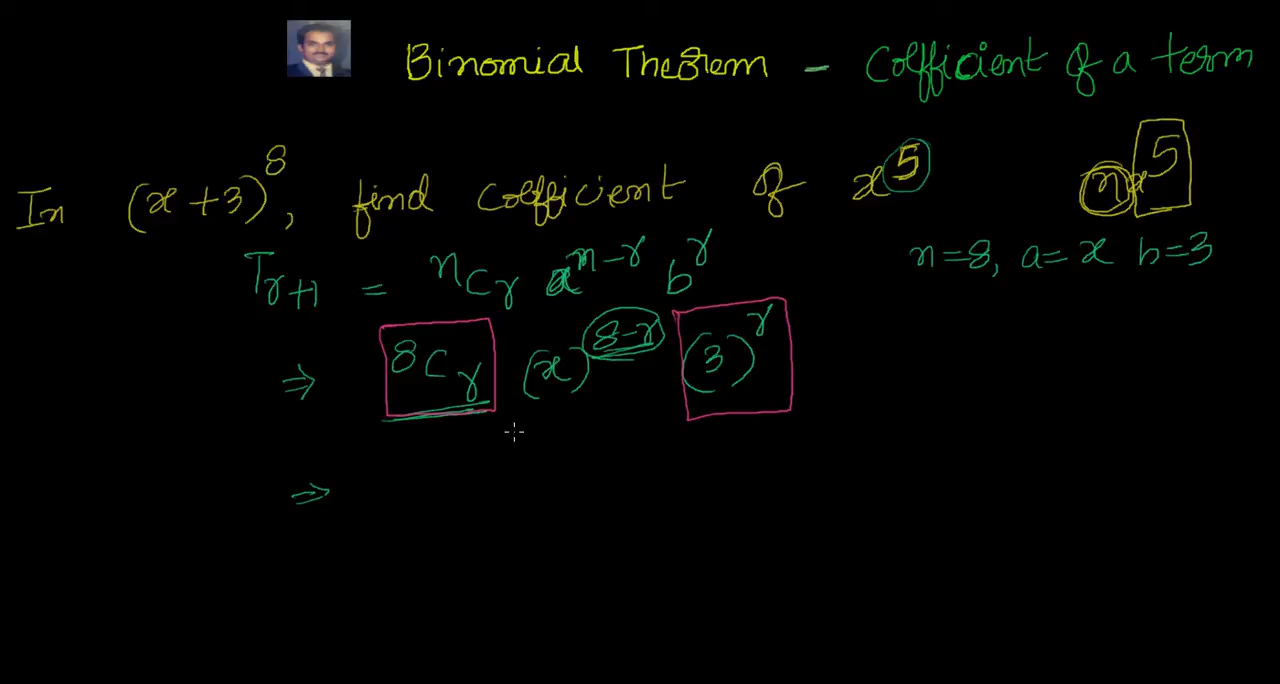 Binomial Theorem - Coefficient of a term
In (x+3)^8, find coefficient of x^5 nx^5
n=8, a=x b=3
T_{r+1} = ^nC_r a^{n-r} b^r
⇒ ^8C_r (x)^{8-r} (3)^r
⇒